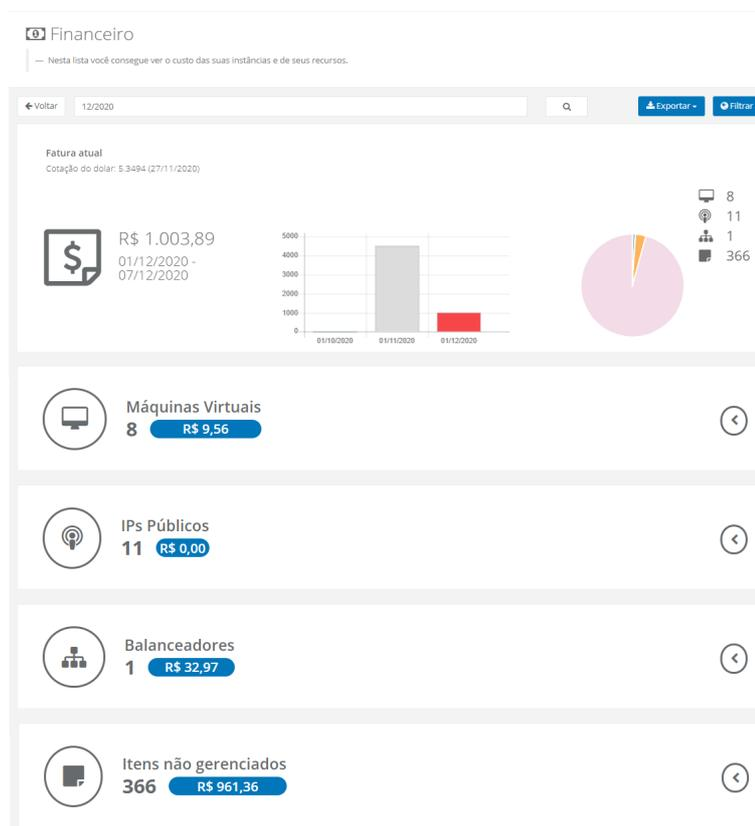 Financeiro
— Nesta lista você consegue ver o custo das suas instâncias e de seus recursos.
Voltar
12/2020
Exportar
Filtrar
Fatura atual
Cotação do dolar: 5.3494 (27/11/2020)
8
11
1
366
R$ 1.003,89
01/12/2020 -
07/12/2020
5000
4000
3000
2000
1000
0
01/10/2020 01/11/2020 01/12/2020
Máquinas Virtuais
8 R$ 9,56
IPs Públicos
11 R$ 0,00
Balanceadores
1 R$ 32,97
Itens não gerenciados
366 R$ 961,36